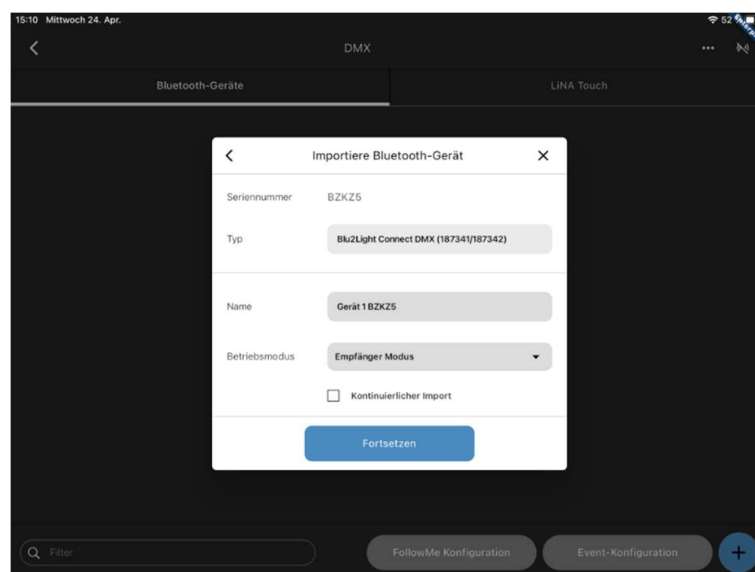 15:10 Mittwoch 24. Apr.
52
DMX
Bluetooth-Geräte
LiNA Touch
Importiere Bluetooth-Gerät
Seriennummer BZKZ5
Typ Blu2Light Connect DMX (187341/187342)
Name Gerät 1 BZKZ5
Betriebsmodus Empfänger Modus
Kontinuierlicher Import
Fortsetzen
Filter
FollowMe Konfiguration
Event-Konfiguration